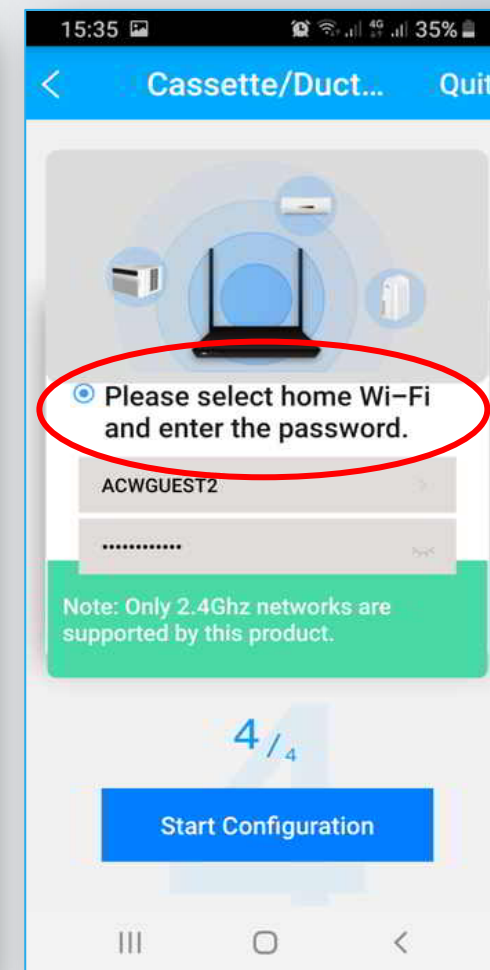 15:35 4G 35%
Cassette/Duct... Quit
Please select home Wi-Fi
and enter the password.
ACWGUEST2
••••••••••••
Note: Only 2.4Ghz networks are
supported by this product.
4/4
Start Configuration